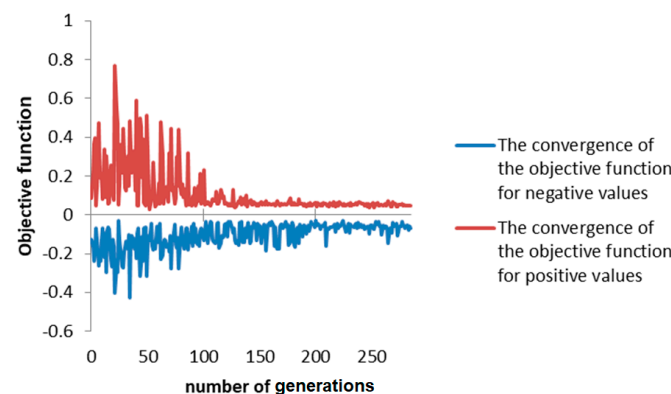 1
0.8
0.6
0.4
0.2
0
-0.2
-0.4
-0.6
Objective function
0 50 100 150 200 250
number of generations
The convergence of
the objective function
for negative values
The convergence of
the objective function
for positive values